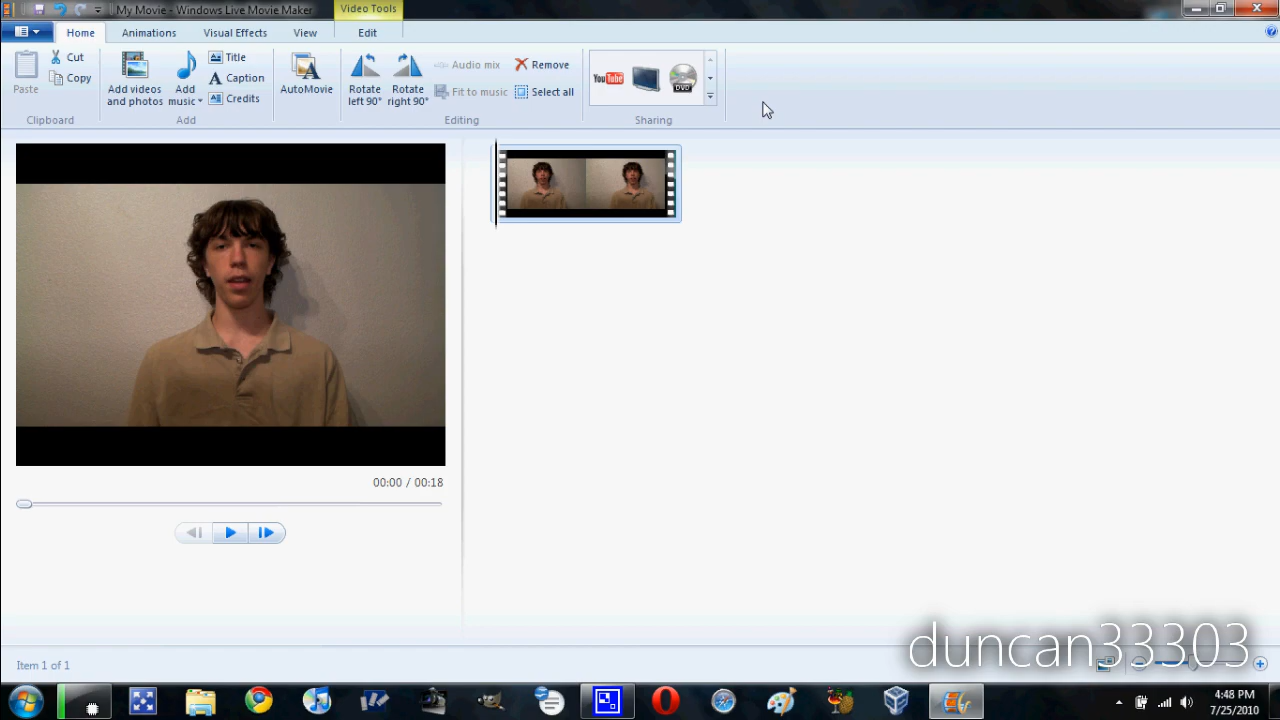 My Movie - Windows Live Movie Maker
Video Tools
Home
Animations
Visual Effects
View
Edit
Paste
Cut
Copy
Clipboard
Add videos
and photos
Add
music
Title
Caption
Credits
Add
AutoMovie
Rotate
left 90°
Rotate
right 90°
Audio mix
Fit to music
Remove
Select all
Editing
YouTube
DVD
Sharing
00:00 / 00:18
duncan33303
Item 1 of 1
4:48 PM
7/25/2010